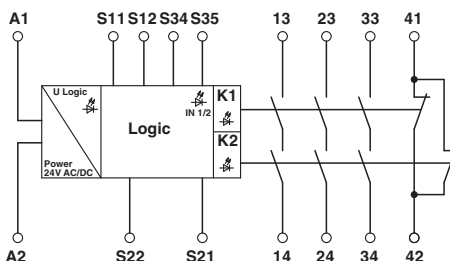 A1 S11 S12 S34 S35 13 23 33 41
U Logic
IN 1/2
K1
Logic
K2
Power
24V AC/DC
A2 S22 S21 14 24 34 42